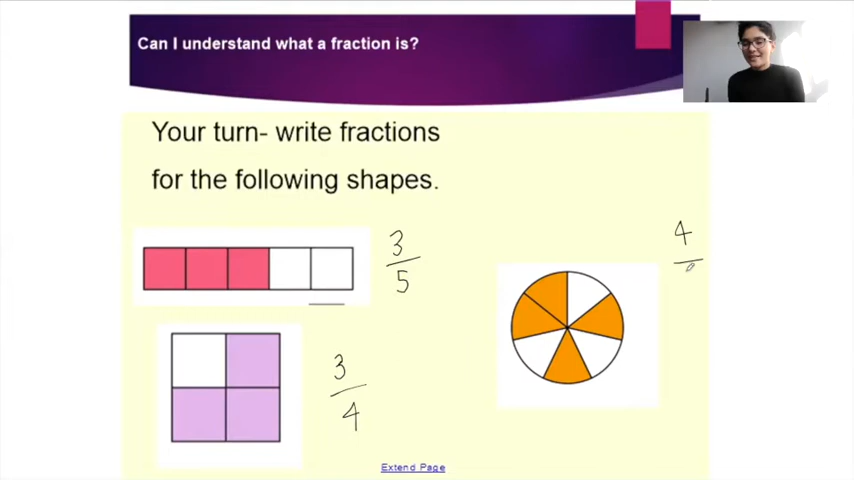 Can I understand what a fraction is?
Your turn- write fractions
for the following shapes.
3
5
4
3
4
Extend Page